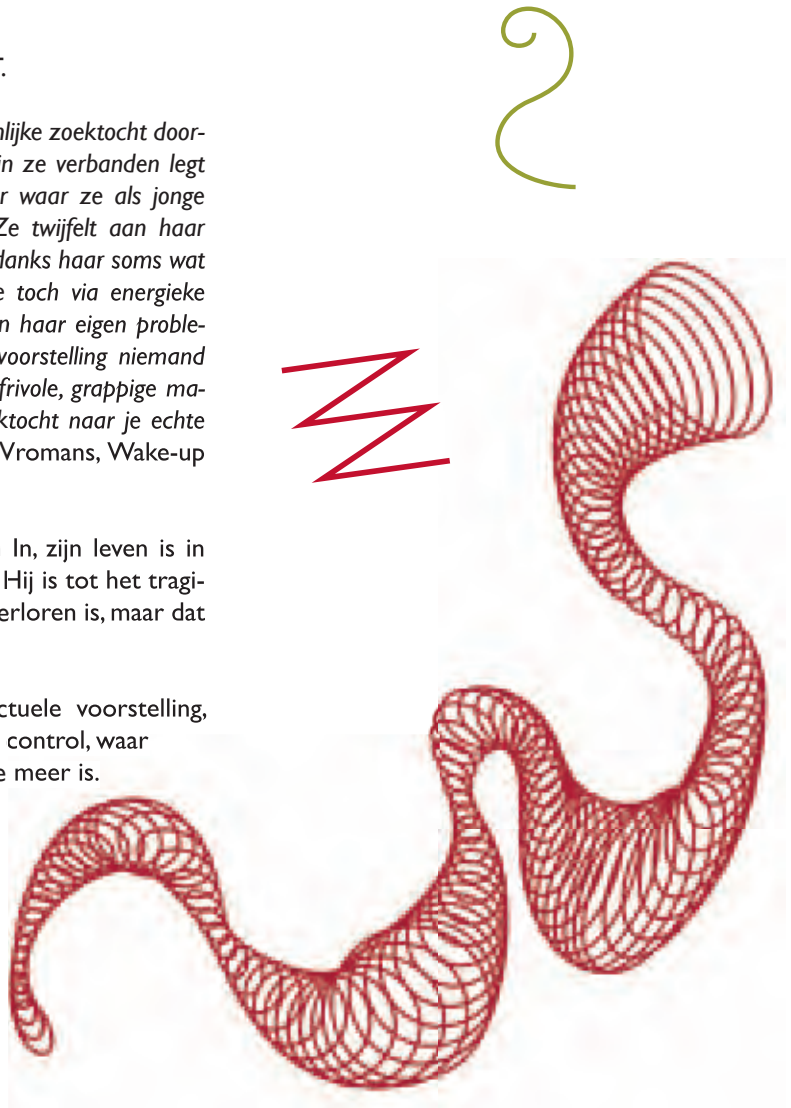 .
nlijke zoektocht door-
in ze verbanden legt
r waar ze als jonge
Ze twijfelt aan haar
danks haar soms wat
e toch via energieke
n haar eigen proble-
voorstelling niemand
frivole, grappige ma-
ktocht naar je echte
Vromans, Wake-up
In, zijn leven is in
Hij is tot het tragi-
erloren is, maar dat
ctuele voorstelling,
control, waar
e meer is.